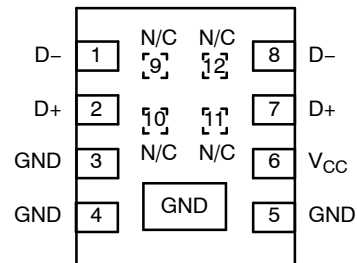 N/C N/C
D– 1 9 12 8 D–
D+ 2 10 11 7 D+
GND 3 N/C N/C 6 VCC
GND 4 GND 5 GND